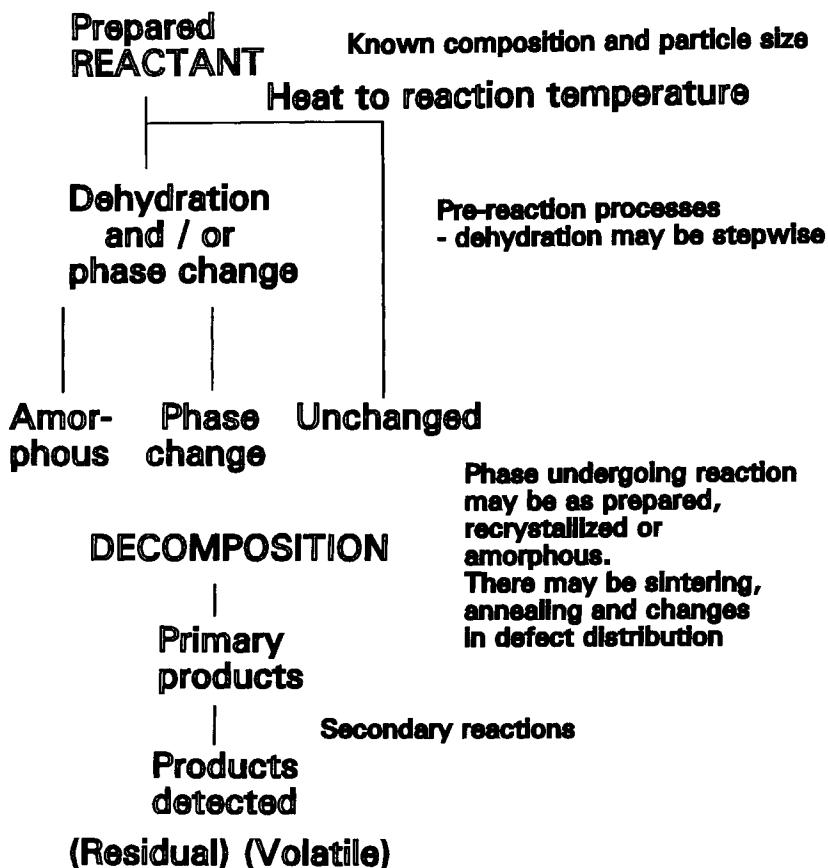 Prepared
REACTANT
Known composition and particle size
Heat to reaction temperature
Dehydration
and / or
phase change
Pre-reaction processes
- dehydration may be stepwise
Amor-
phous
Phase
change
Unchanged
Phase undergoing reaction
may be as prepared,
recrystallized or
amorphous.
There may be sintering,
annealing and changes
in defect distribution
DECOMPOSITION
Primary
products
Secondary reactions
Products
detected
(Residual) (Volatile)